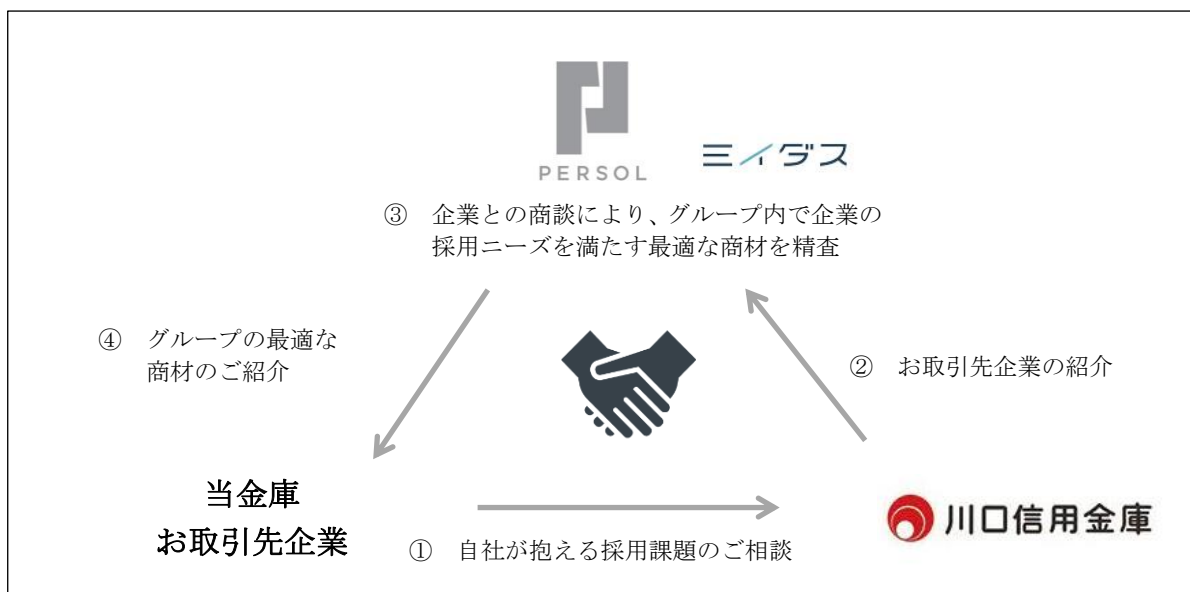 PERSOL
ミイダス
③ 企業との商談により、グループ内で企業の
採用ニーズを満たす最適な商材を精査
④ グループの最適な
商材のご紹介
② お取引先企業の紹介
当金庫
お取引先企業
① 自社が抱える採用課題のご相談
川口信用金庫